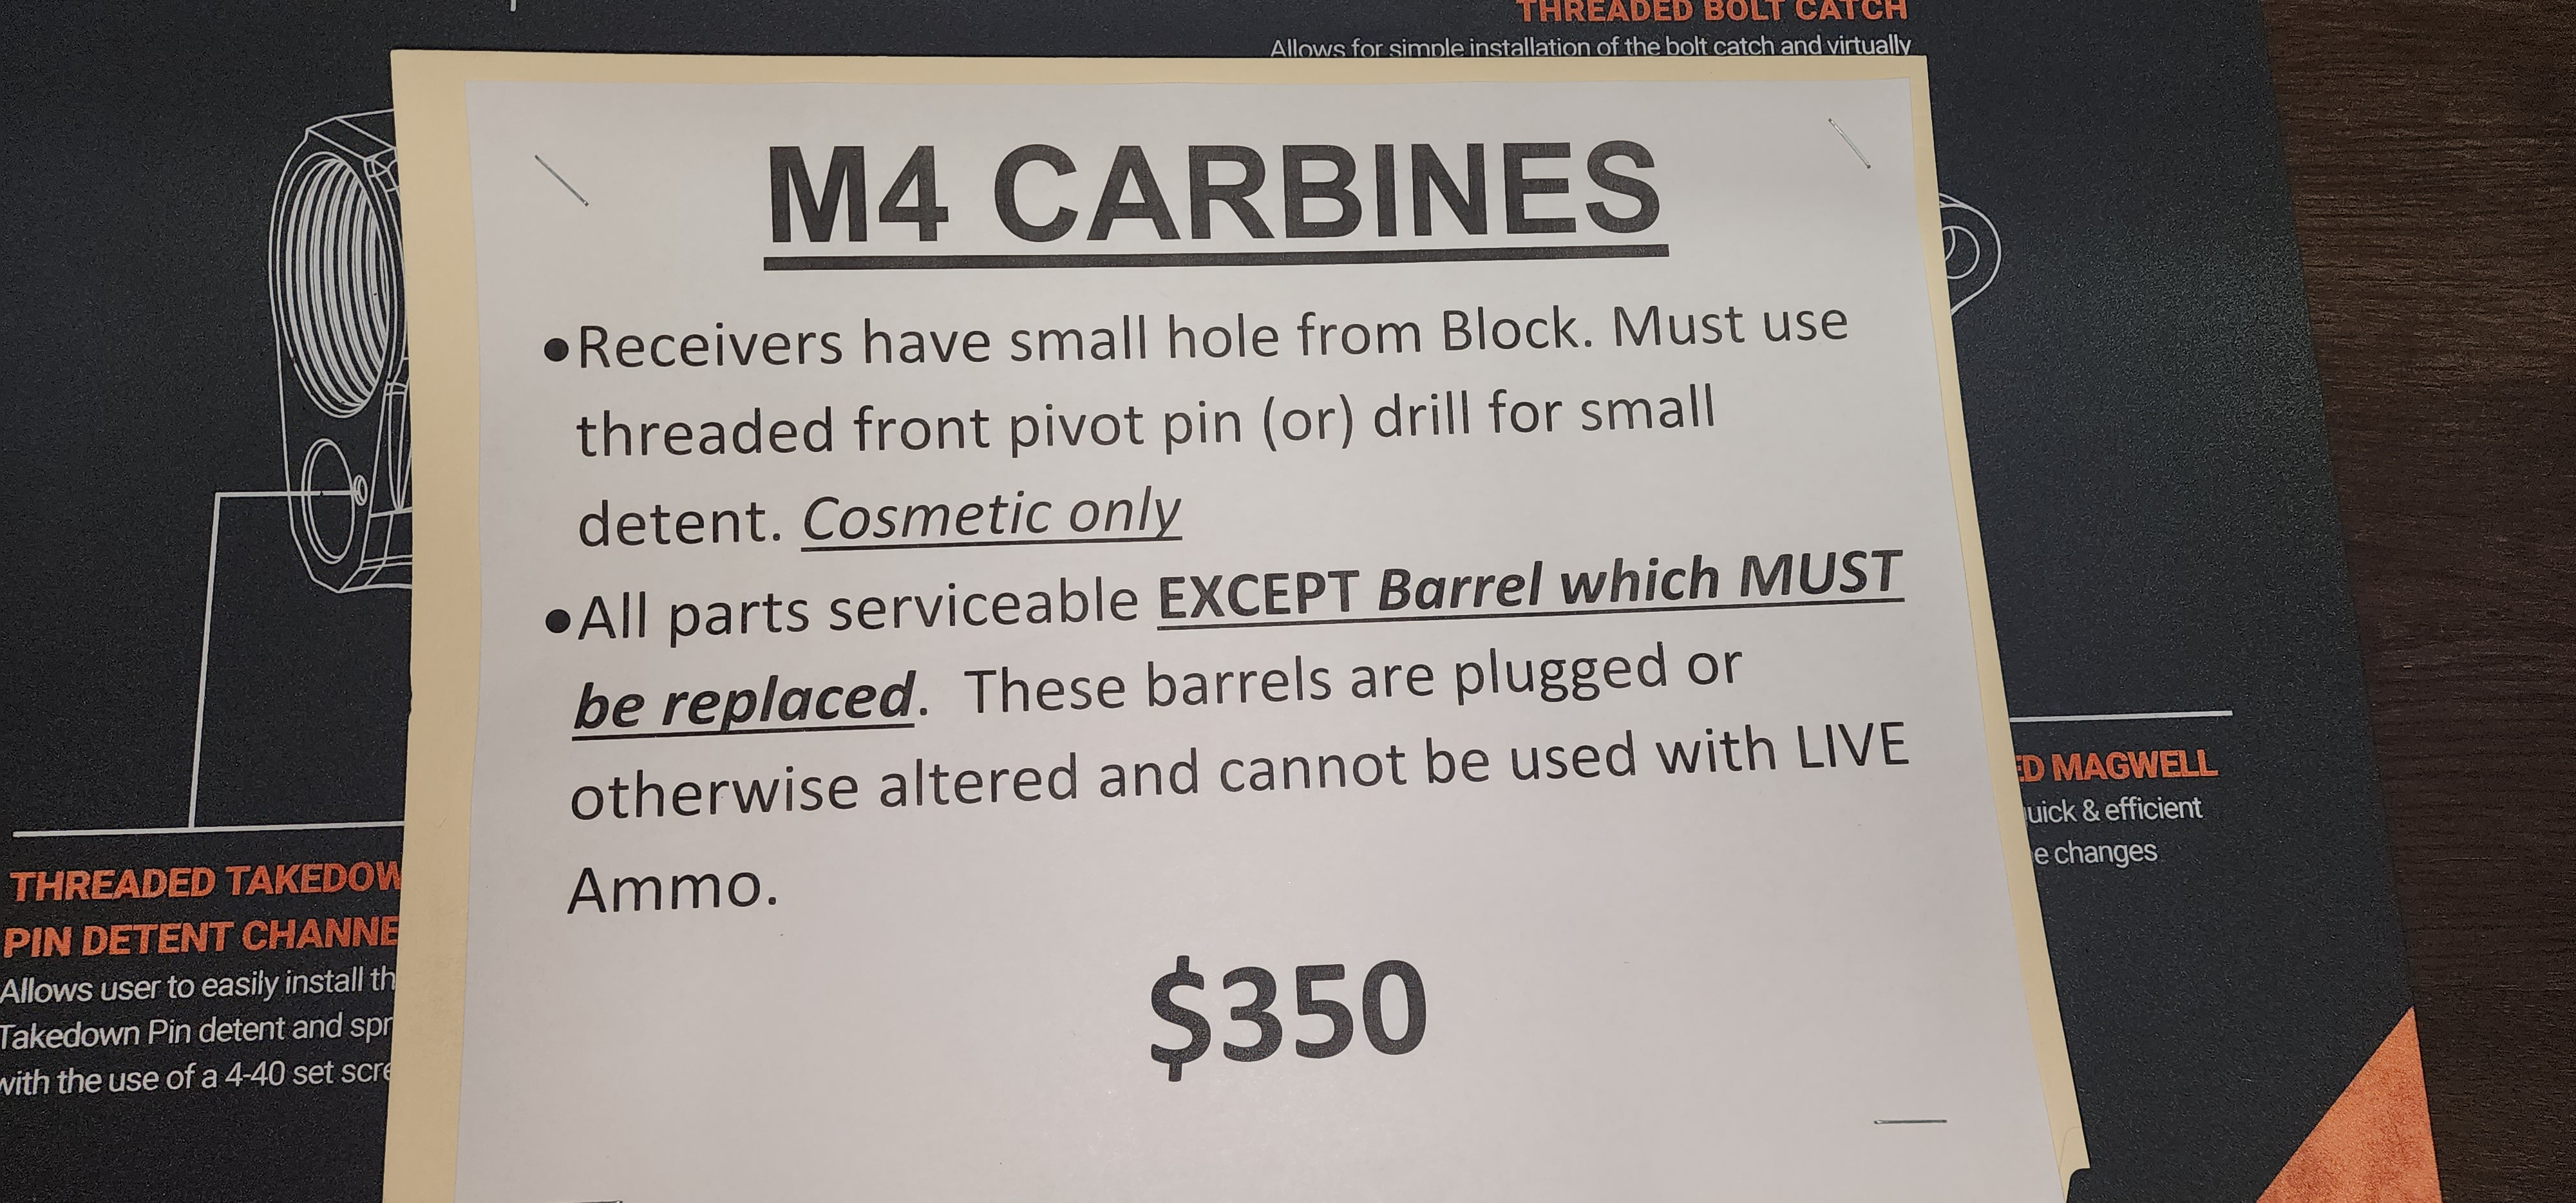 THREADED BOLT CATCH
Allows for simple installation of the bolt catch and virtually
M4 CARBINES
•Receivers have small hole from Block. Must use
threaded front pivot pin (or) drill for small
detent. Cosmetic only
•All parts serviceable EXCEPT Barrel which MUST
be replaced.  These barrels are plugged or
otherwise altered and cannot be used with LIVE
Ammo.
$350
THREADED TAKEDOW
PIN DETENT CHANNE
Allows user to easily install th
Takedown Pin detent and spr
with the use of a 4-40 set scre
ED MAGWELL
uick & efficient
e changes